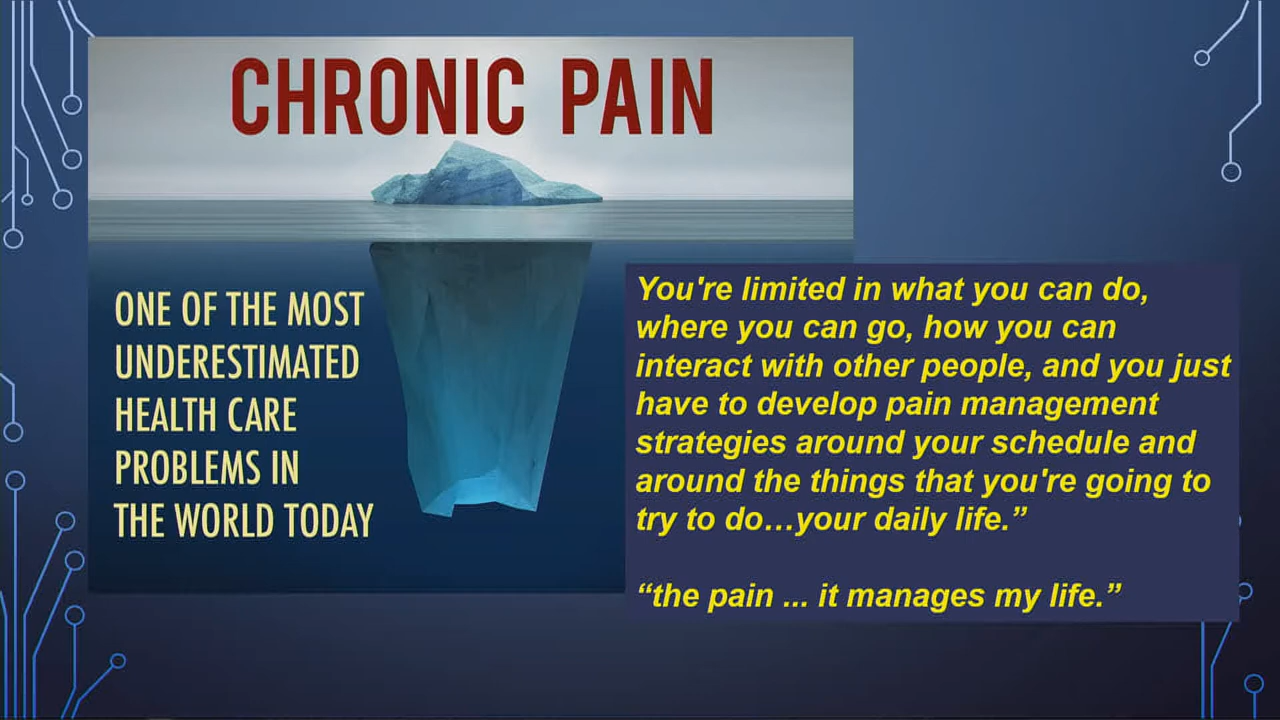 CHRONIC PAIN
ONE OF THE MOST
UNDERESTIMATED
HEALTH CARE
PROBLEMS IN
THE WORLD TODAY
You're limited in what you can do,
where you can go, how you can
interact with other people, and you just
have to develop pain management
strategies around your schedule and
around the things that you're going to
try to do…your daily life.”
“the pain ... it manages my life.”